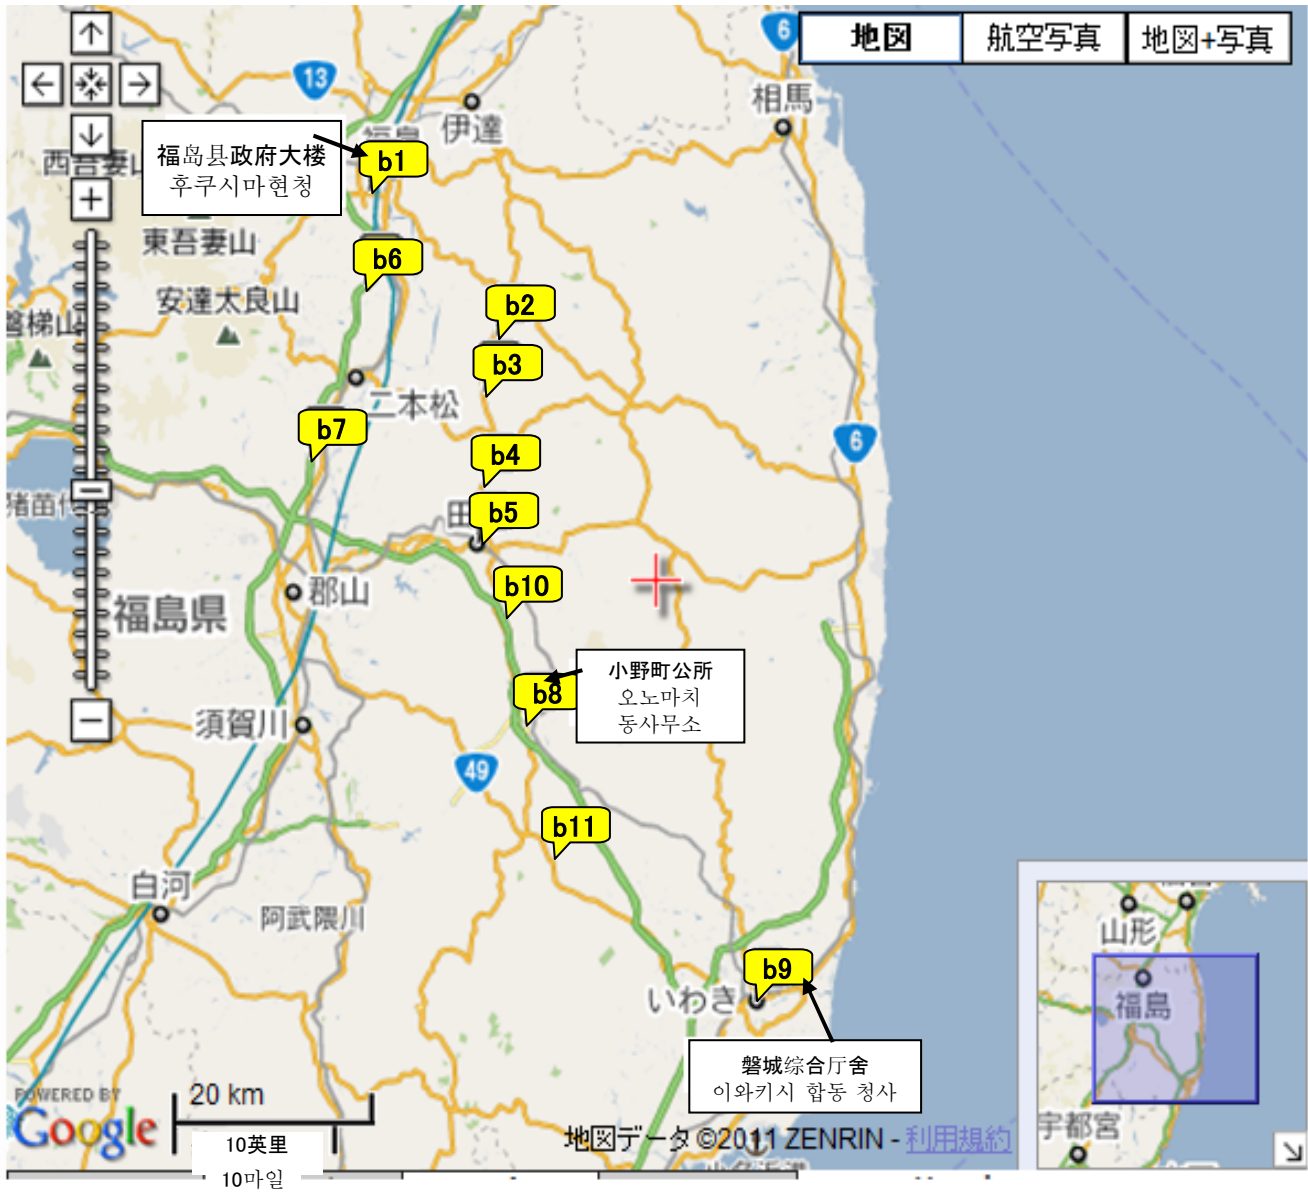 地図
航空写真
地図+写真
6
13
相馬
伊達
福島
福岛县政府大楼
후쿠시마현청
b1
東吾妻山
b6
安達太良山
b2
磐梯山
b3
二本松
b7
6
b4
b5
b10
郡山
福島県
小野町公所
오노마치
동사무소
b8
須賀川
49
b11
白河
阿武隈川
b9
いわき
山形
福島
磐城综合厅舍
이와키시 합동 청사
POWERED BY
Google
20 km
10英里
10마일
地図データ ©2011 ZENRIN - 利用規約
宇都宮